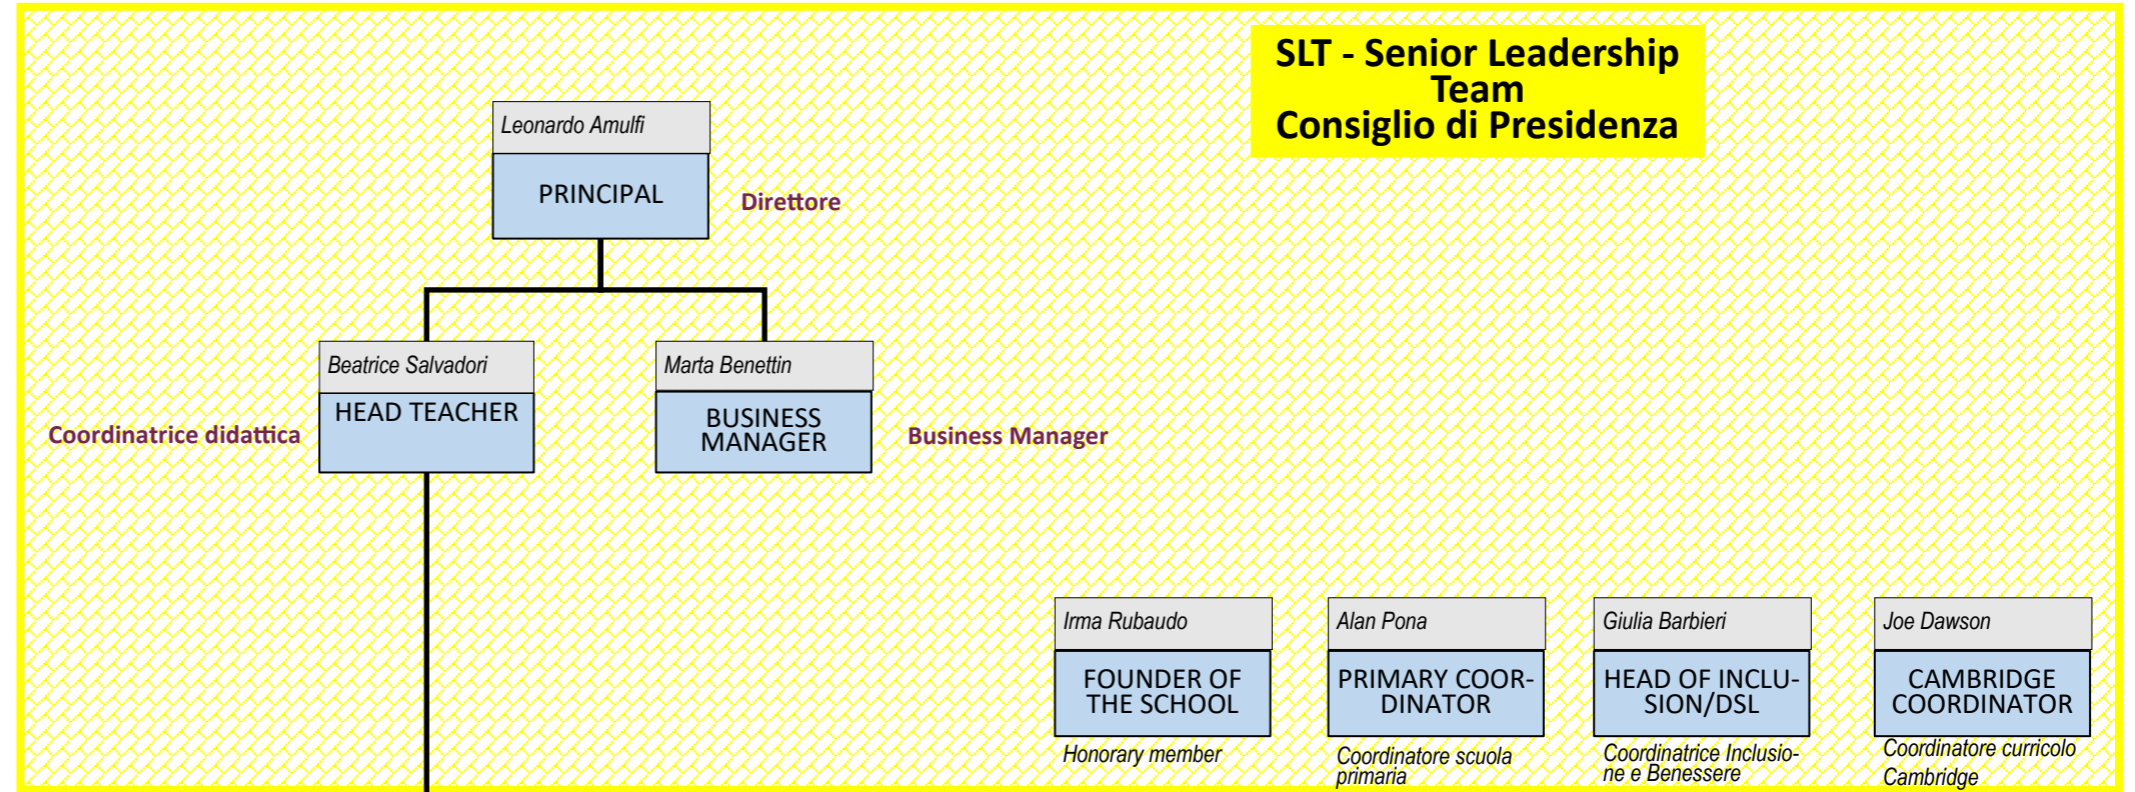 SLT - Senior Leadership
Team
Consiglio di Presidenza
Leonardo Amulfi
PRINCIPAL
Direttore
Beatrice Salvadori
HEAD TEACHER
Coordinatrice didattica
Marta Benettin
BUSINESS
MANAGER
Business Manager
Irma Rubaudo
FOUNDER OF
THE SCHOOL
Honorary member
Alan Pona
PRIMARY COOR-
DINATOR
Coordinatore scuola
primaria
Giulia Barbieri
HEAD OF INCLU-
SION/DSL
Coordinatrice Inclusio-
ne e Benessere
Joe Dawson
CAMBRIDGE
COORDINATOR
Coordinatore curricolo
Cambridge